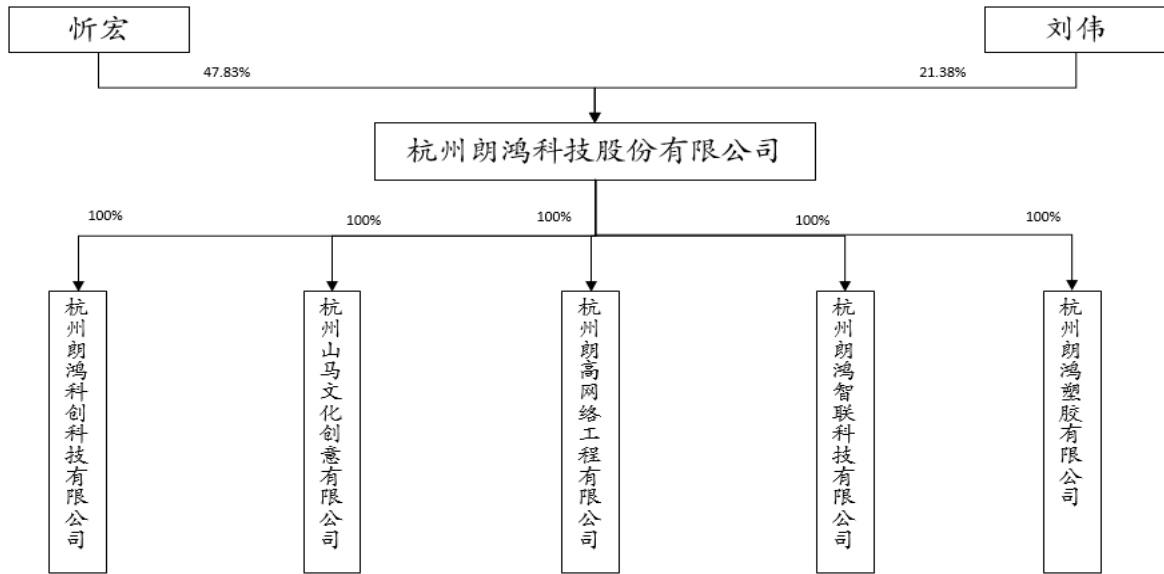 忻宏
刘伟
47.83%
21.38%
杭州朗鸿科技股份有限公司
100%
100%
100%
100%
100%
杭州朗鸿科创科技有限公司
杭州山马文化创意有限公司
杭州朗高网络工程有限公司
杭州朗鸿智联科技有限公司
杭州朗鸿塑胶有限公司